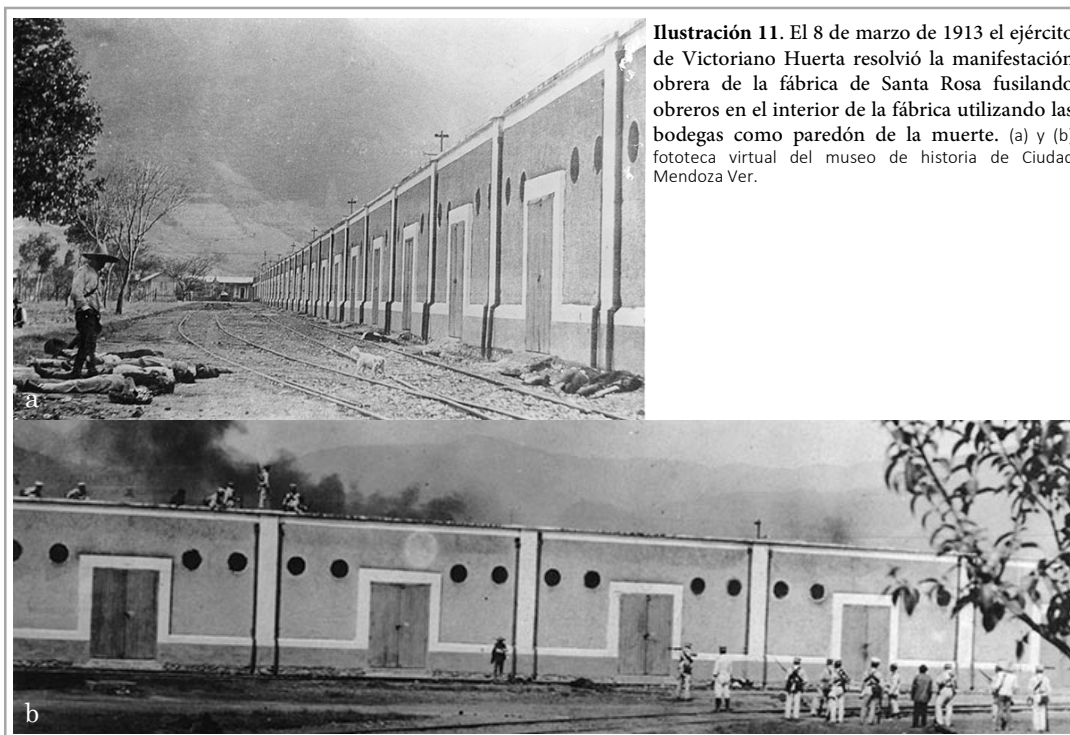 Ilustración 11. El 8 de marzo de 1913 el ejército
de Victoriano Huerta resolvió la manifestación
obrera de la fábrica de Santa Rosa fusilando
obreros en el interior de la fábrica utilizando las
bodegas como paredón de la muerte. (a) y (b)
fototeca virtual del museo de historia de Ciudad
Mendoza Ver.
a
b